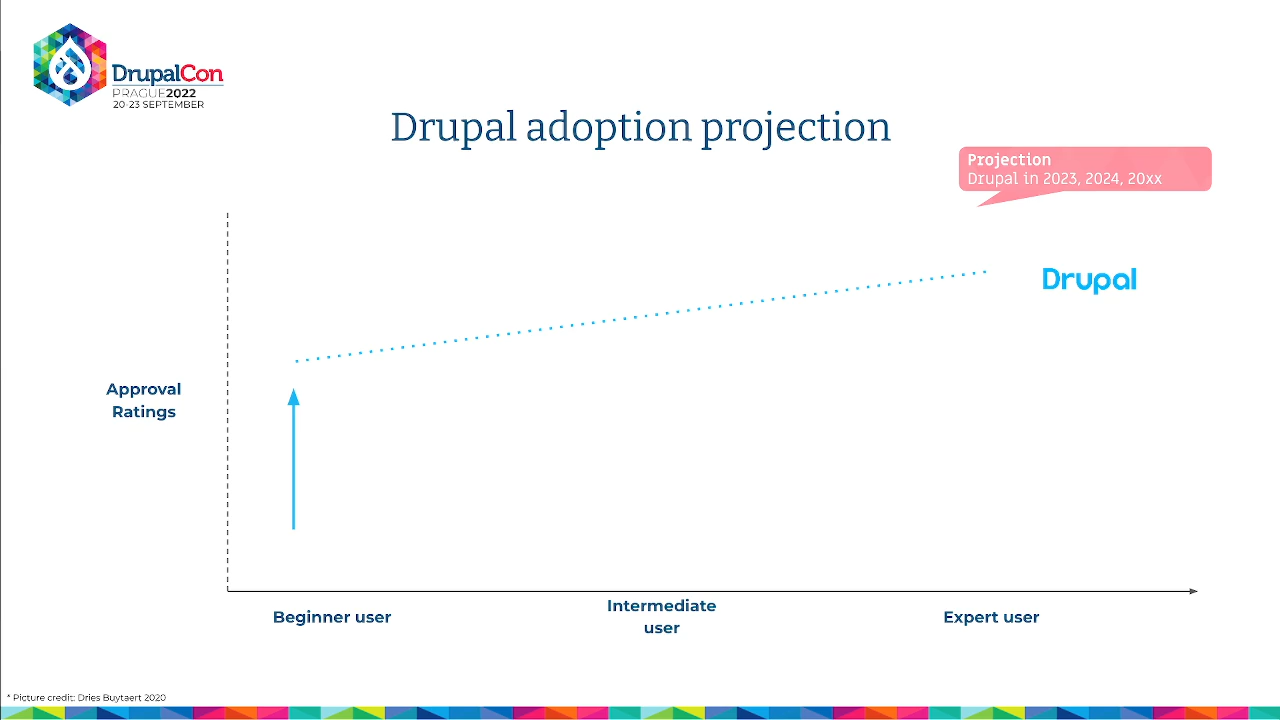 DrupalCon
PRAGUE2022
20-23 SEPTEMBER
Drupal adoption projection
Projection
Drupal in 2023, 2024, 20xx
Drupal
Approval
Ratings
Beginner user
Intermediate
user
Expert user
* Picture credit: Dries Buytaert 2020